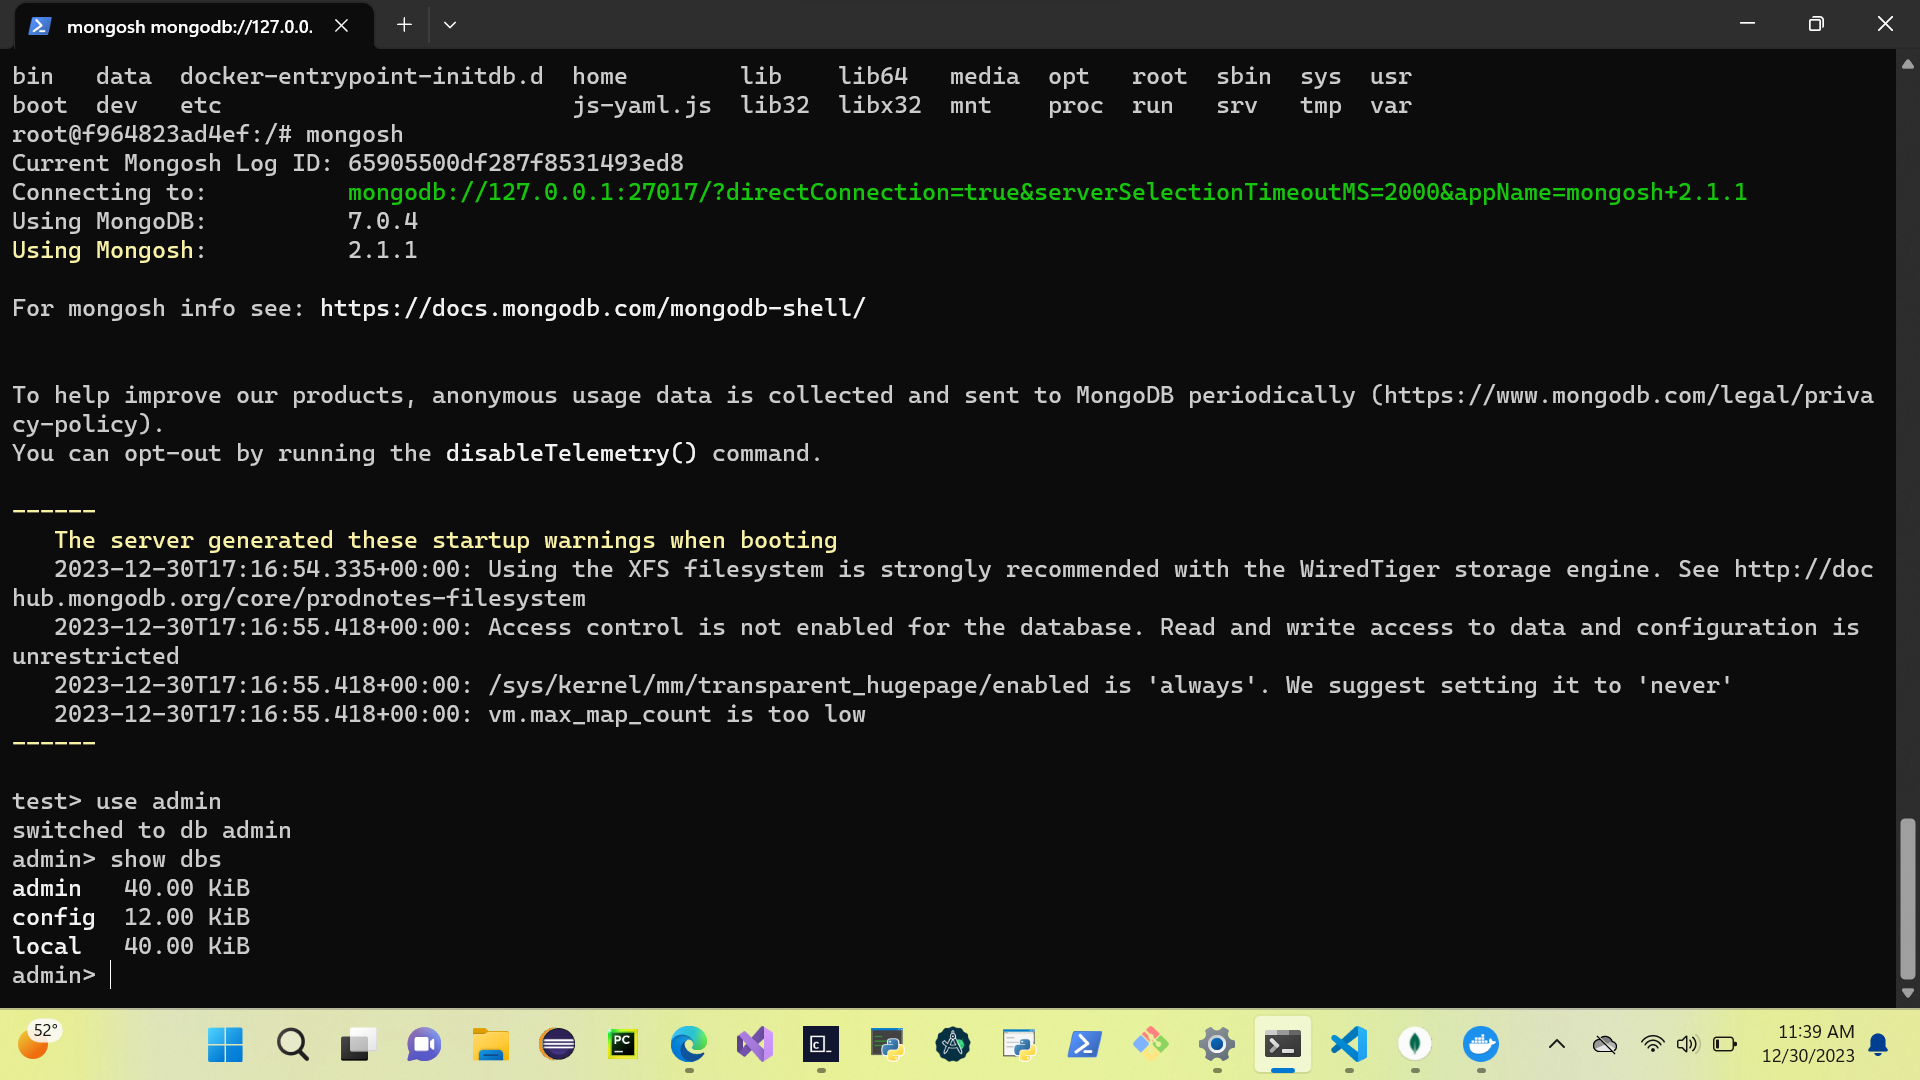 mongosh mongodb://127.0.0.
bin   data  docker-entrypoint-initdb.d  home        lib    lib64   media  opt   root  sbin  sys  usr
boot  dev   etc                         js-yaml.js  lib32  libx32  mnt    proc  run   srv   tmp  var
root@f964823ad4ef:/# mongosh
Current Mongosh Log ID: 65905500df287f8531493ed8
Connecting to:          mongodb://127.0.0.1:27017/?directConnection=true&serverSelectionTimeoutMS=2000&appName=mongosh+2.1.1
Using MongoDB:          7.0.4
Using Mongosh:          2.1.1
For mongosh info see: https://docs.mongodb.com/mongodb-shell/
To help improve our products, anonymous usage data is collected and sent to MongoDB periodically (https://www.mongodb.com/legal/priva
cy-policy).
You can opt-out by running the disableTelemetry() command.
------
   The server generated these startup warnings when booting
   2023-12-30T17:16:54.335+00:00: Using the XFS filesystem is strongly recommended with the WiredTiger storage engine. See http://doc
hub.mongodb.org/core/prodnotes-filesystem
   2023-12-30T17:16:55.418+00:00: Access control is not enabled for the database. Read and write access to data and configuration is
unrestricted
   2023-12-30T17:16:55.418+00:00: /sys/kernel/mm/transparent_hugepage/enabled is 'always'. We suggest setting it to 'never'
   2023-12-30T17:16:55.418+00:00: vm.max_map_count is too low
------
test> use admin
switched to db admin
admin> show dbs
admin   40.00 KiB
config  12.00 KiB
local   40.00 KiB
admin>
52°
PC
11:39 AM
12/30/2023